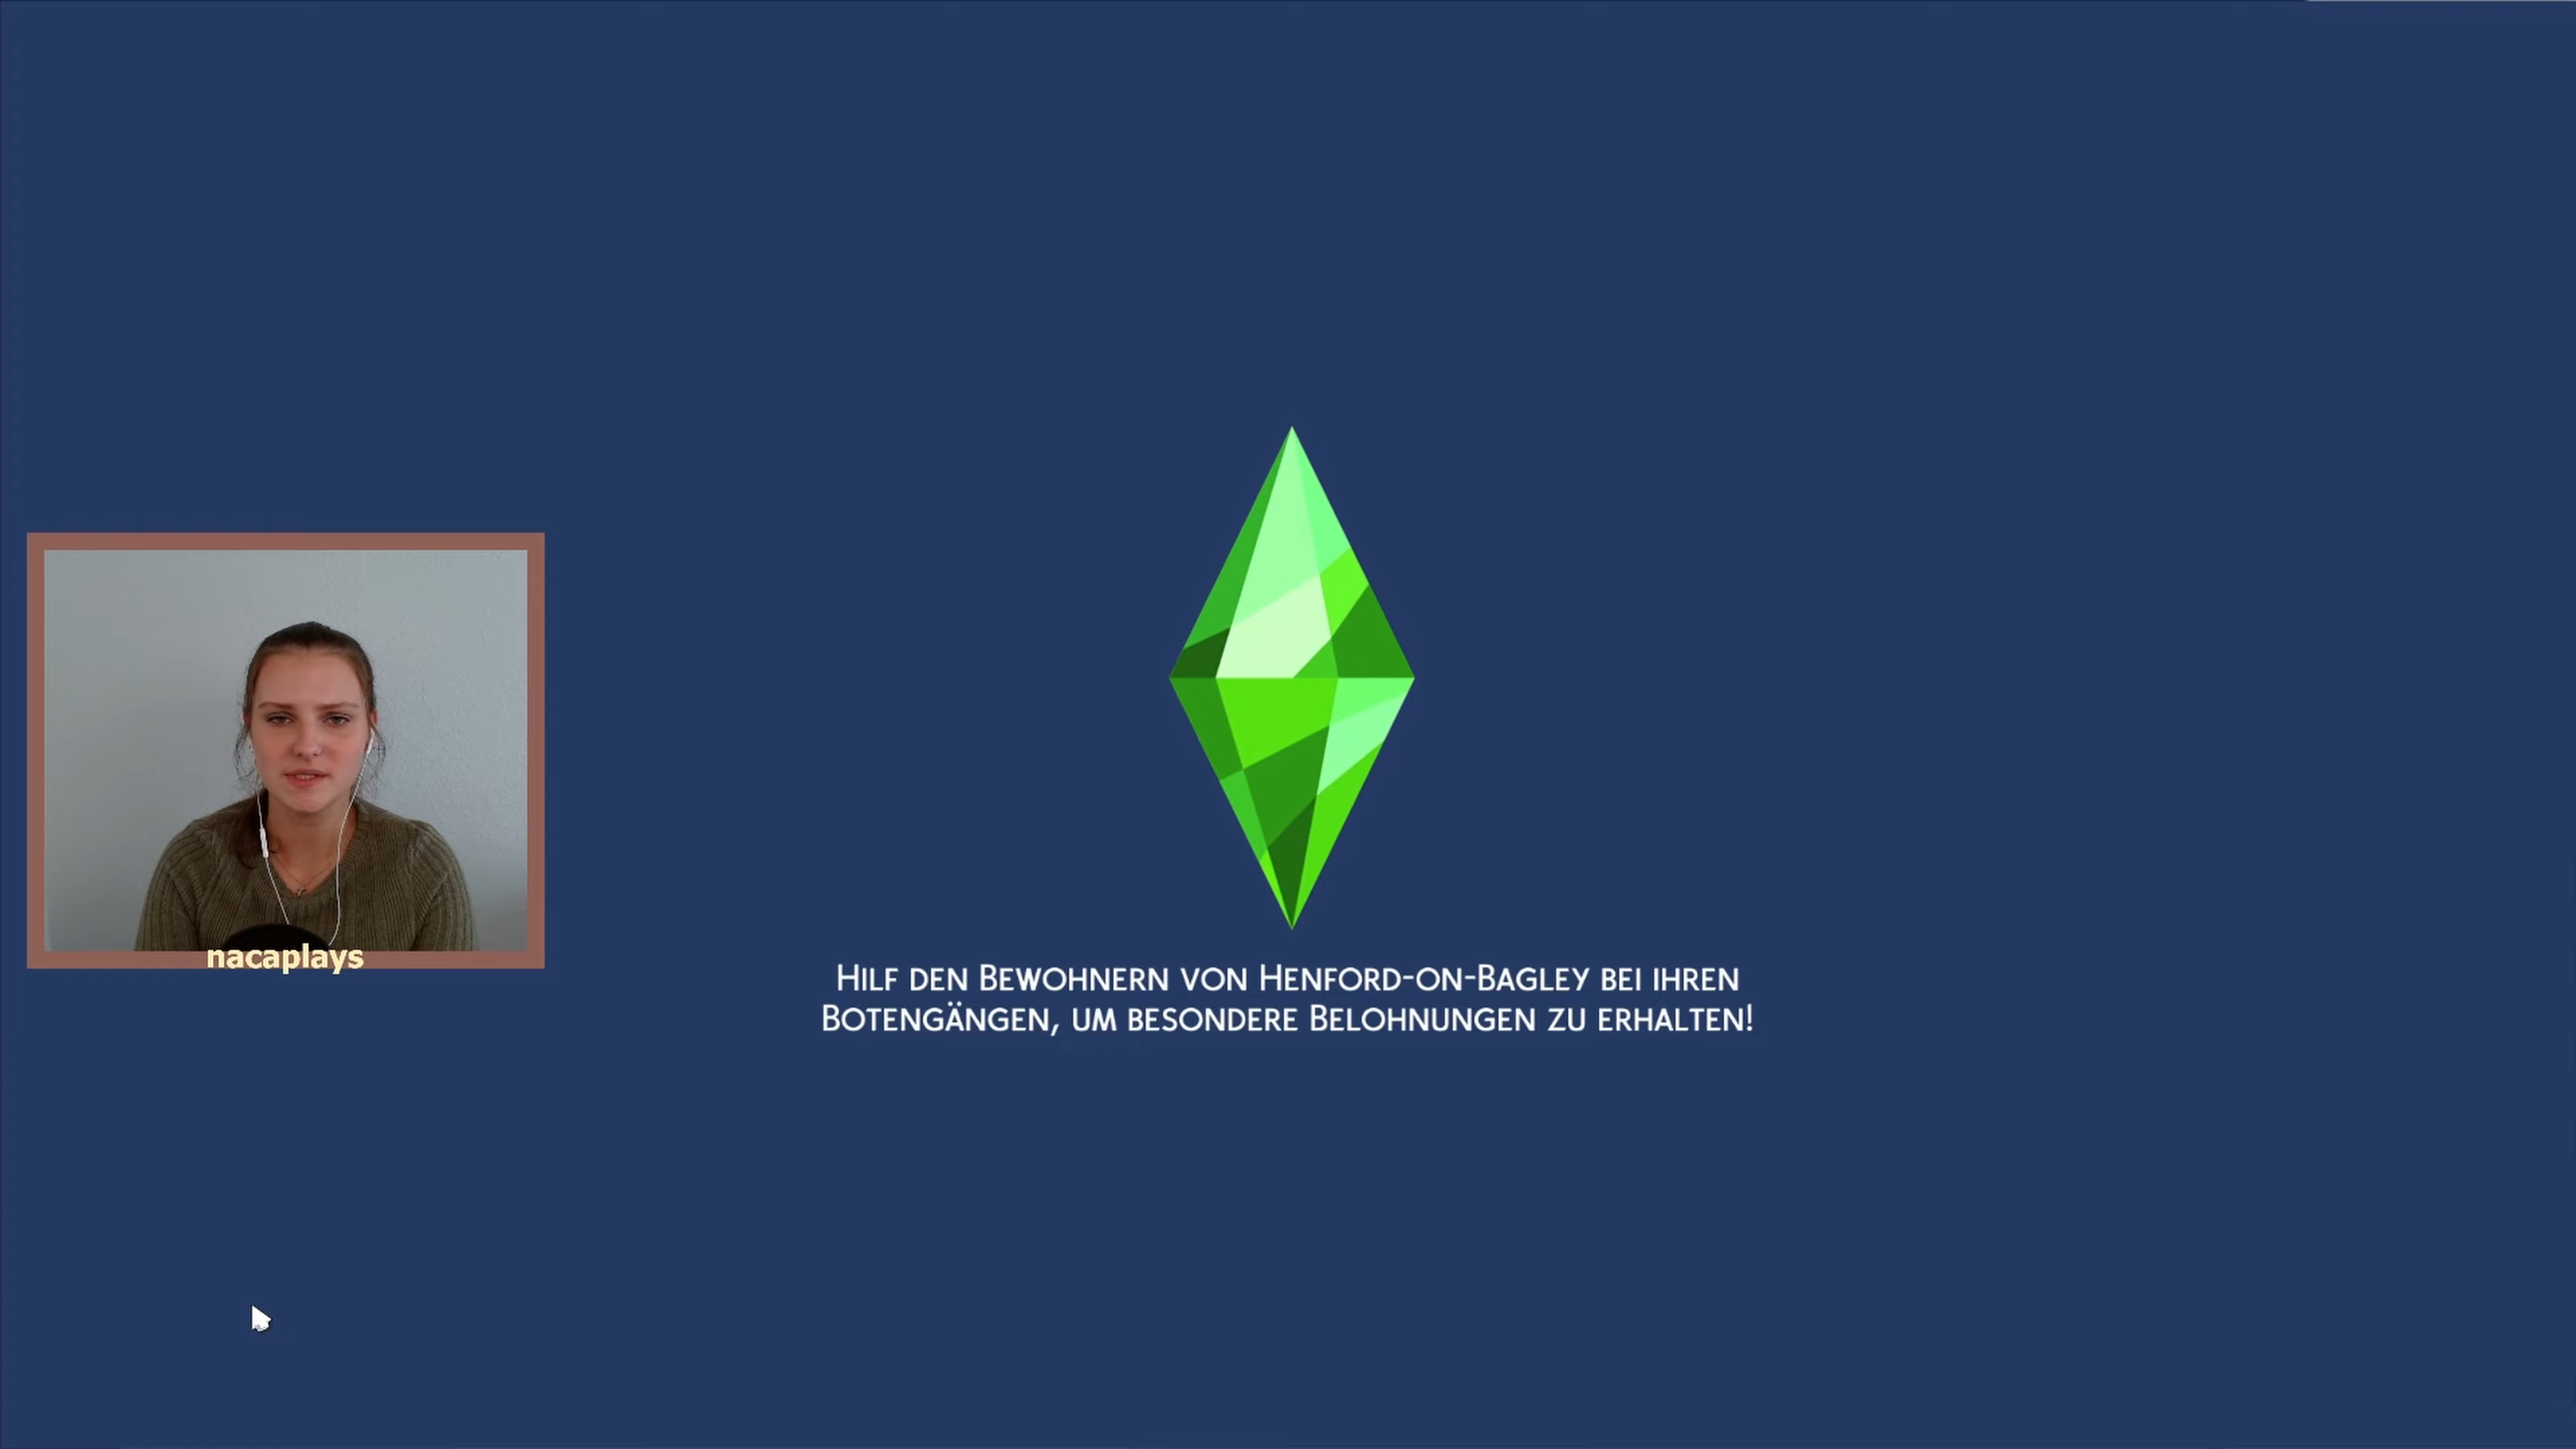 nacaplays
HILF DEN BEWOHNERN VON HENFORD-ON-BAGLEY BEI IHREN
BOTENGÄNGEN, UM BESONDERE BELOHNUNGEN ZU ERHALTEN!